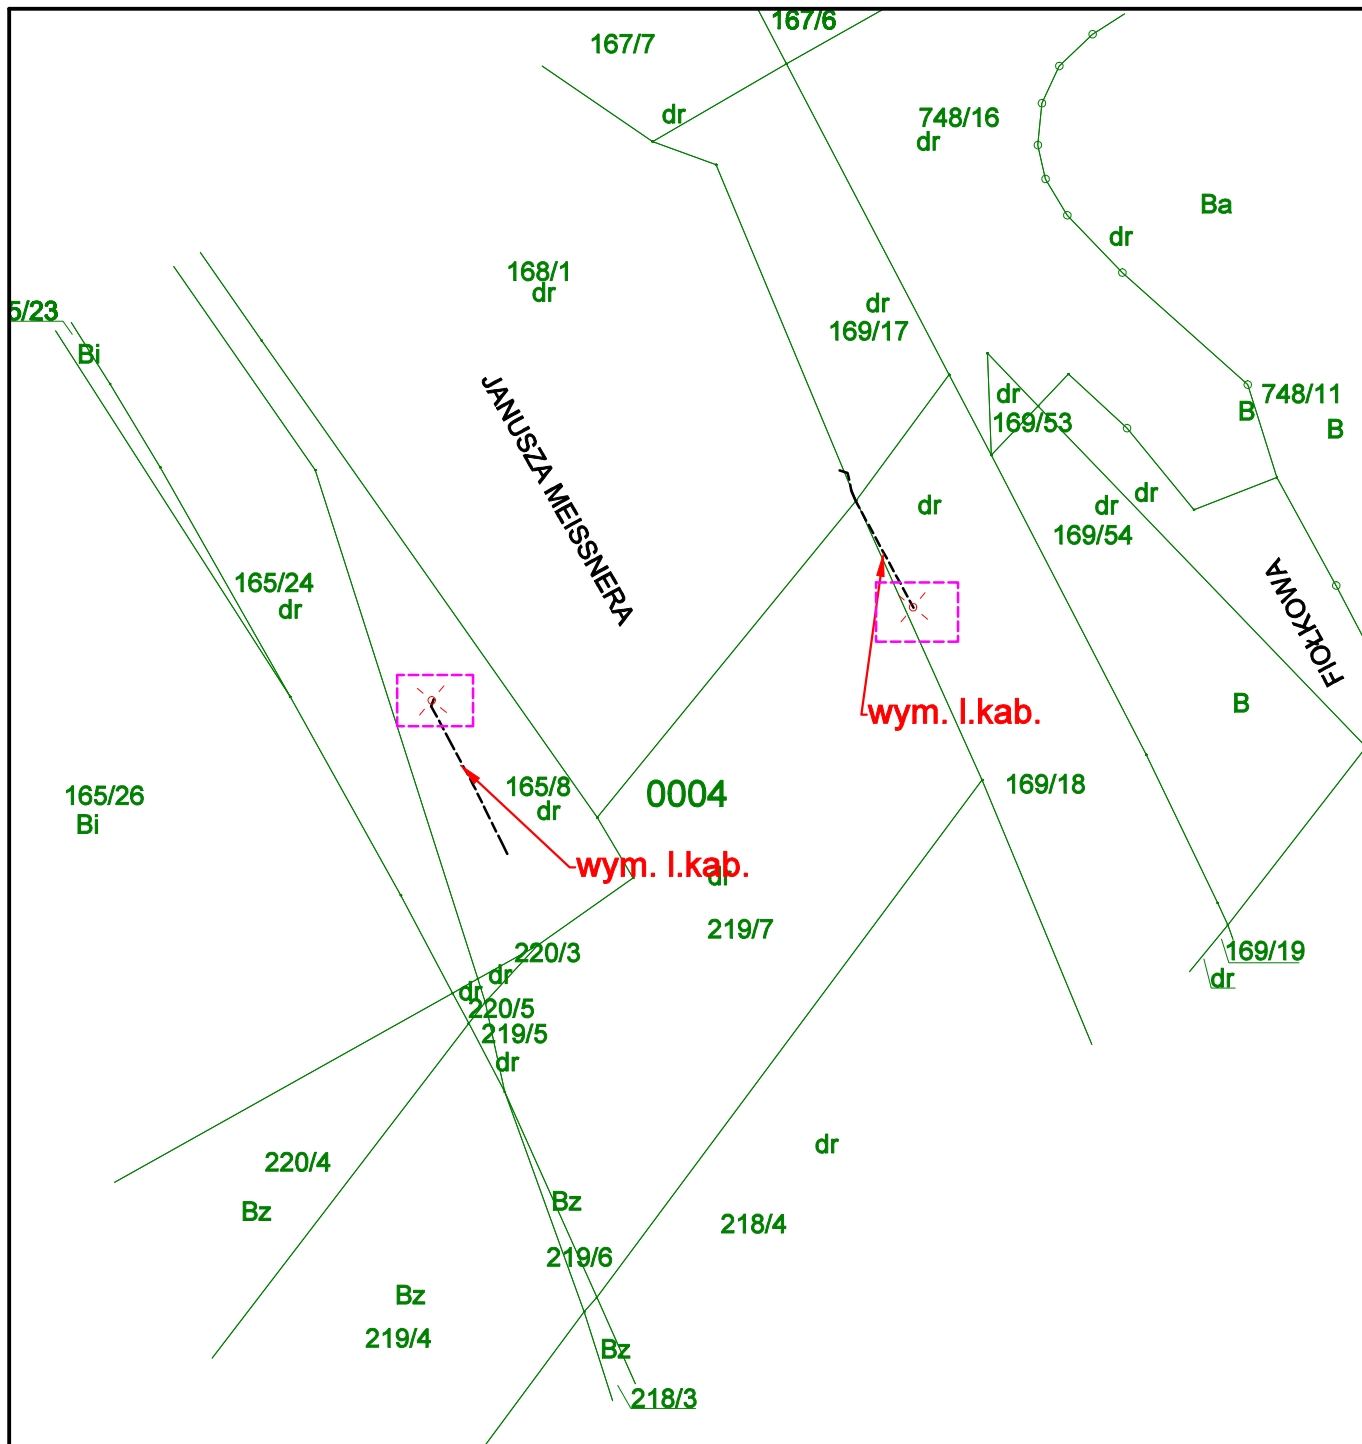 167/6
167/7
dr
748/16
dr
Ba
dr
168/1
dr
5/23
dr
169/17
Bi
dr
169/53
748/11
B
B
JANUSZA MEISSNERA
dr
dr
dr
169/54
FIOŁKOWA
165/24
dr
B
wym. l.kab.
165/26
Bi
165/8
dr
0004
169/18
wym. l.kab.
dr
219/7
220/3
dr
dr
220/5
219/5
dr
169/19
dr
220/4
Bz
dr
Bz
218/4
219/6
Bz
219/4
Bz
218/3